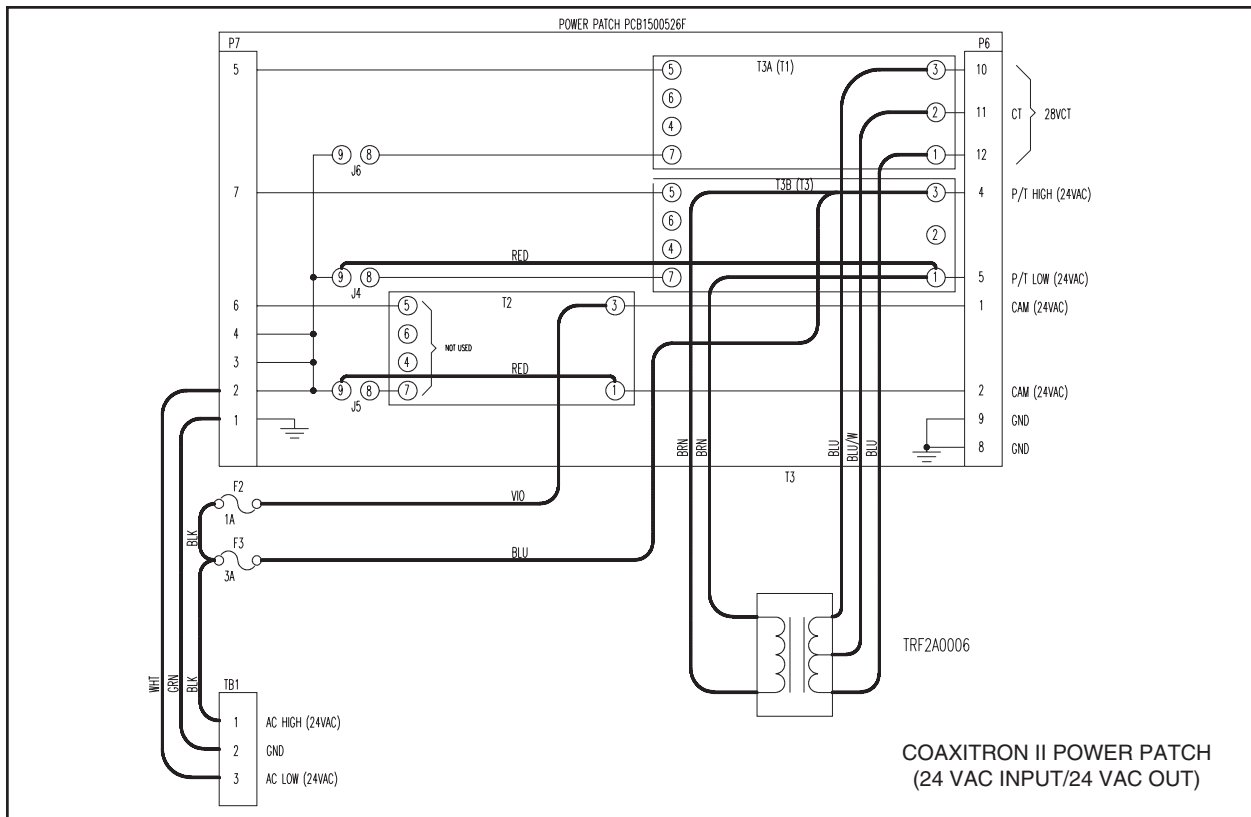 POWER PATCH PCB1500526F
P7
P6
5
5
T3A (T1)
3
10
6
2
11
CT
28VCT
4
9
8
7
1
12
J6
7
5
T3B (T3)
3
4
P/T HIGH (24VAC)
6
2
4
RED
9
8
7
1
5
P/T LOW (24VAC)
J4
6
5
T2
3
1
CAM (24VAC)
4
6
NOT USED
3
4
RED
2
9
8
7
1
2
CAM (24VAC)
J5
1
9
GND
8
GND
BRN
BRN
BLU
BLU/W
BLU
T3
F2
1A
VIO
BLK
F3
3A
BLU
TRF2A0006
WHT
GRN
BLK
TB1
1
AC HIGH (24VAC)
2
GND
3
AC LOW (24VAC)
COAXITRON II POWER PATCH
(24 VAC INPUT/24 VAC OUT)